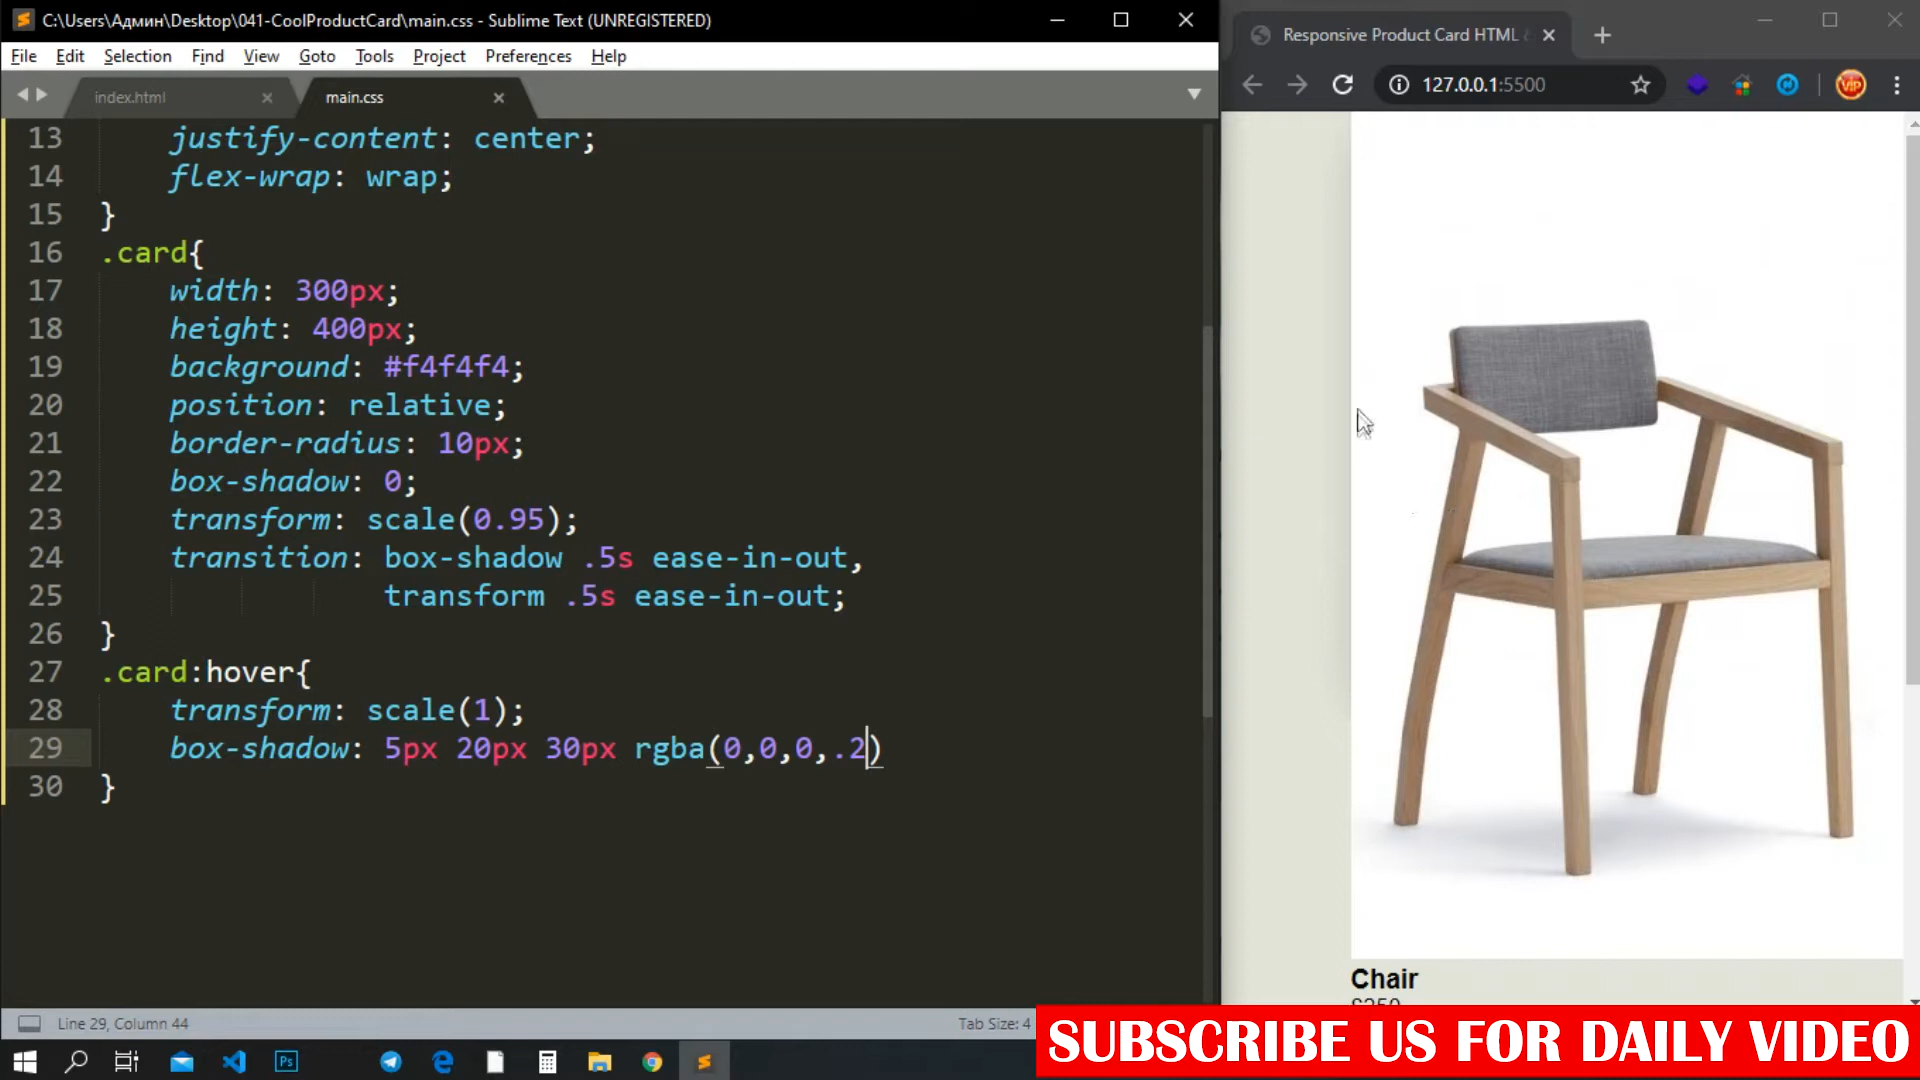 C:\Users\Админ\Desktop\041-CoolProductCard\main.css - Sublime Text (UNREGISTERED)
File Edit Selection Find View Goto Tools Project Preferences Help
index.html
main.css
13 justify-content: center;
14 flex-wrap: wrap;
15 }
16 .card{
17 width: 300px;
18 height: 400px;
19 background: #f4f4f4;
20 position: relative;
21 border-radius: 10px;
22 box-shadow: 0;
23 transform: scale(0.95);
24 transition: box-shadow .5s ease-in-out,
25 transform .5s ease-in-out;
26 }
27 .card:hover{
28 transform: scale(1);
29 box-shadow: 5px 20px 30px rgba(0,0,0,.2)
30 }
Line 29, Column 44
Tab Size: 4
Responsive Product Card HTML
127.0.0.1:5500
VIP
Chair
SUBSCRIBE US FOR DAILY VIDEO
Ps